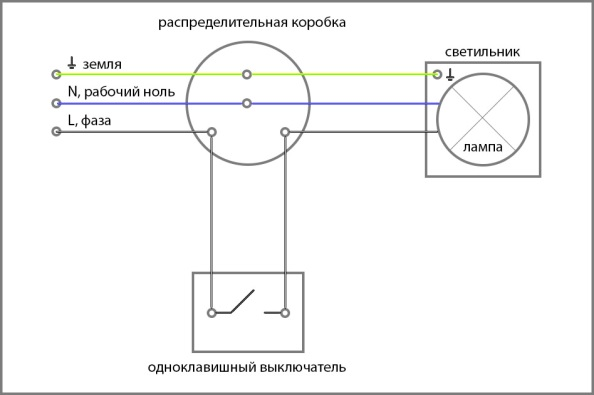 распределительная коробка
светильник
земля
N, рабочий ноль
L, фаза
лампа
одноклавишный выключатель